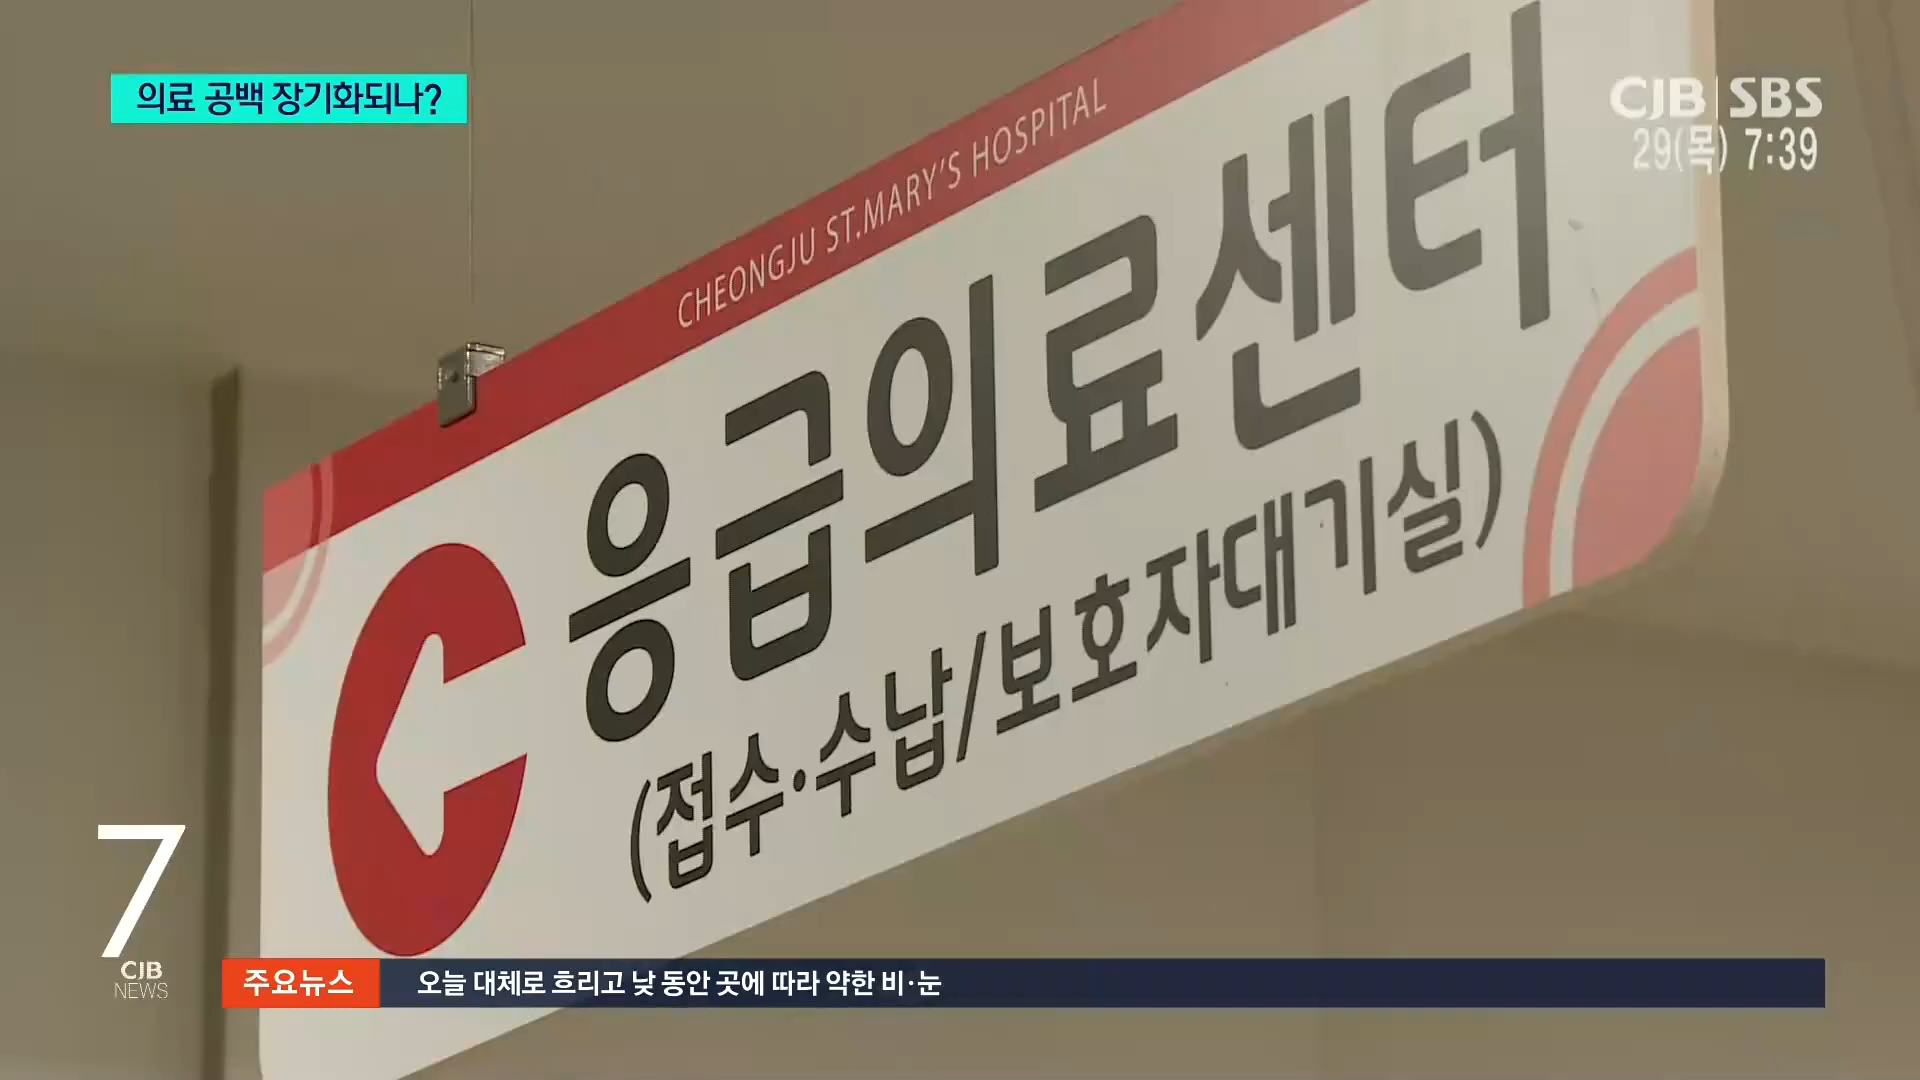 의료 공백 장기화되나?
CJB SBS
29(목) 7:39
CHEONGJU ST.MARY'S HOSPITAL
응급의료센터
(접수·수납/보호자대기실)
7
CJB
NEWS
주요뉴스
오늘 대체로 흐리고 낮 동안 곳에 따라 약한 비·눈